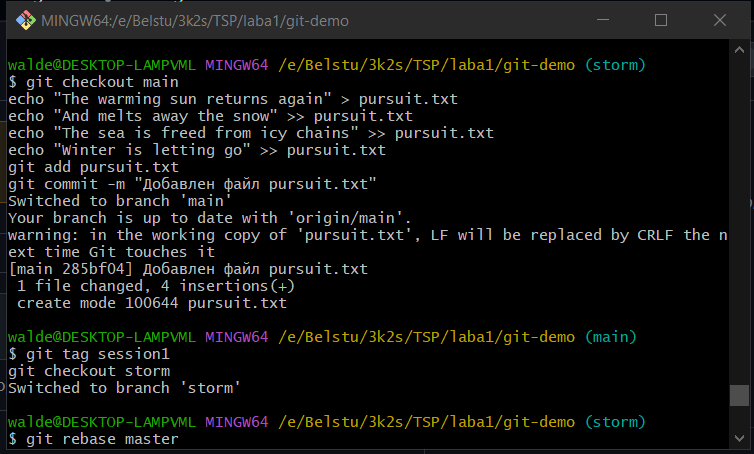 MINGW64:/e/Belstu/3k2s/TSP/laba1/git-demo
walde@DESKTOP-LAMPVML MINGW64 /e/Belstu/3k2s/TSP/laba1/git-demo (storm)
$ git checkout main
echo "The warming sun returns again" > pursuit.txt
echo "And melts away the snow" >> pursuit.txt
echo "The sea is freed from icy chains" >> pursuit.txt
echo "Winter is letting go" >> pursuit.txt
git add pursuit.txt
git commit -m "Добавлен файл pursuit.txt"
Switched to branch 'main'
Your branch is up to date with 'origin/main'.
warning: in the working copy of 'pursuit.txt', LF will be replaced by CRLF the n
ext time Git touches it
[main 285bf04] Добавлен файл pursuit.txt
 1 file changed, 4 insertions(+)
 create mode 100644 pursuit.txt
walde@DESKTOP-LAMPVML MINGW64 /e/Belstu/3k2s/TSP/laba1/git-demo (main)
$ git tag session1
git checkout storm
Switched to branch 'storm'
walde@DESKTOP-LAMPVML MINGW64 /e/Belstu/3k2s/TSP/laba1/git-demo (storm)
$ git rebase master